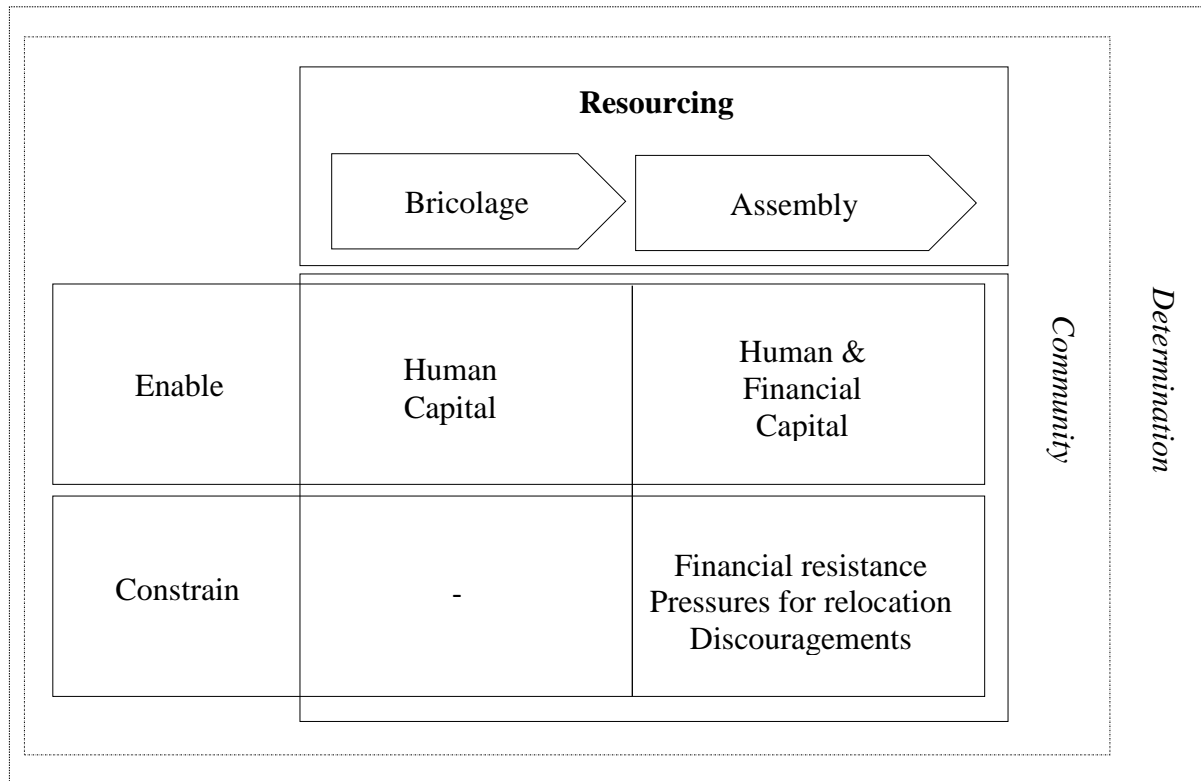 Resourcing
Bricolage
Assembly
Enable
Human
Capital
Human &
Financial
Capital
Constrain
-
Financial resistance
Pressures for relocation
Discouragements
Community
Determination